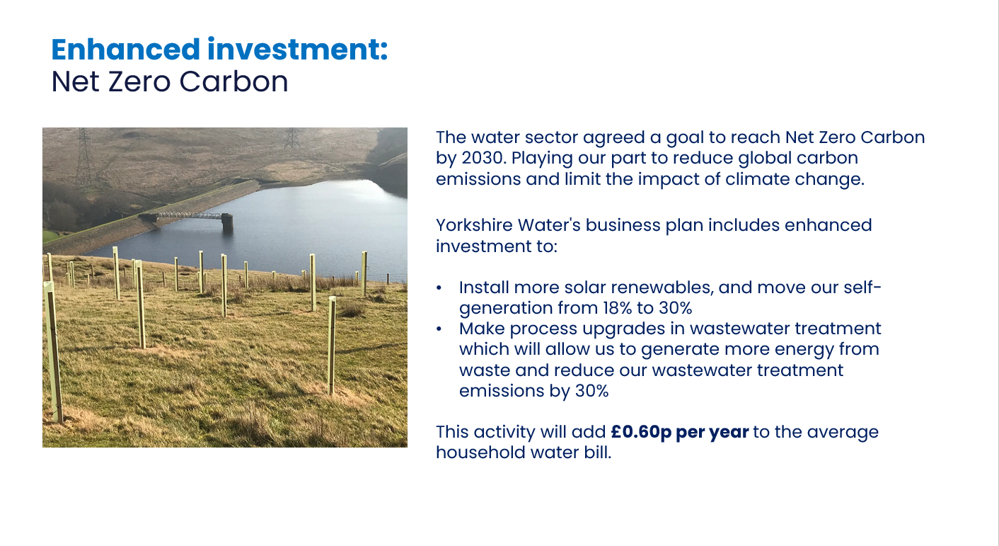 Enhanced investment:
Net Zero Carbon
The water sector agreed a goal to reach Net Zero Carbon
by 2030. Playing our part to reduce global carbon
emissions and limit the impact of climate change.
Yorkshire Water's business plan includes enhanced
investment to:
• Install more solar renewables, and move our self-
generation from 18% to 30%
• Make process upgrades in wastewater treatment
which will allow us to generate more energy from
waste and reduce our wastewater treatment
emissions by 30%
This activity will add £0.60p per year to the average
household water bill.